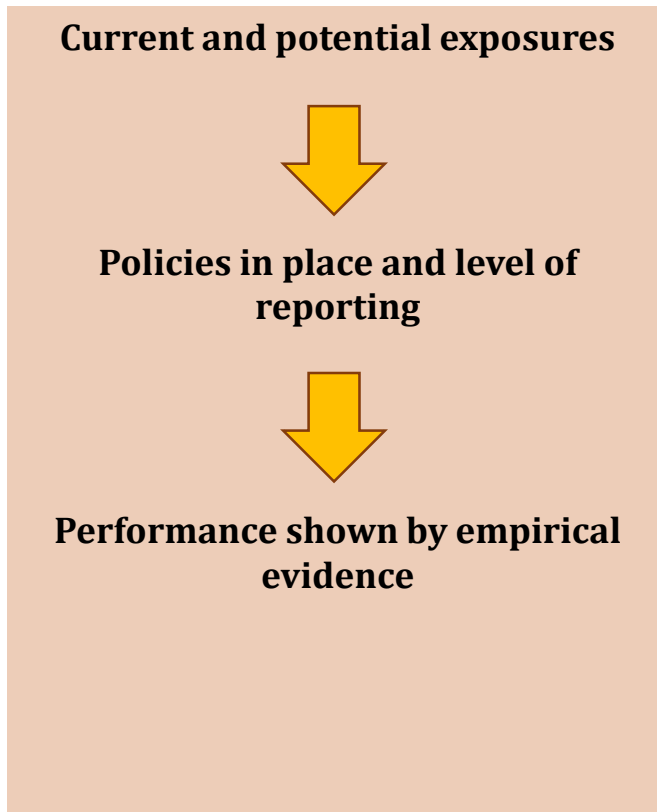 Current and potential exposures
Policies in place and level of
reporting
Performance shown by empirical
evidence